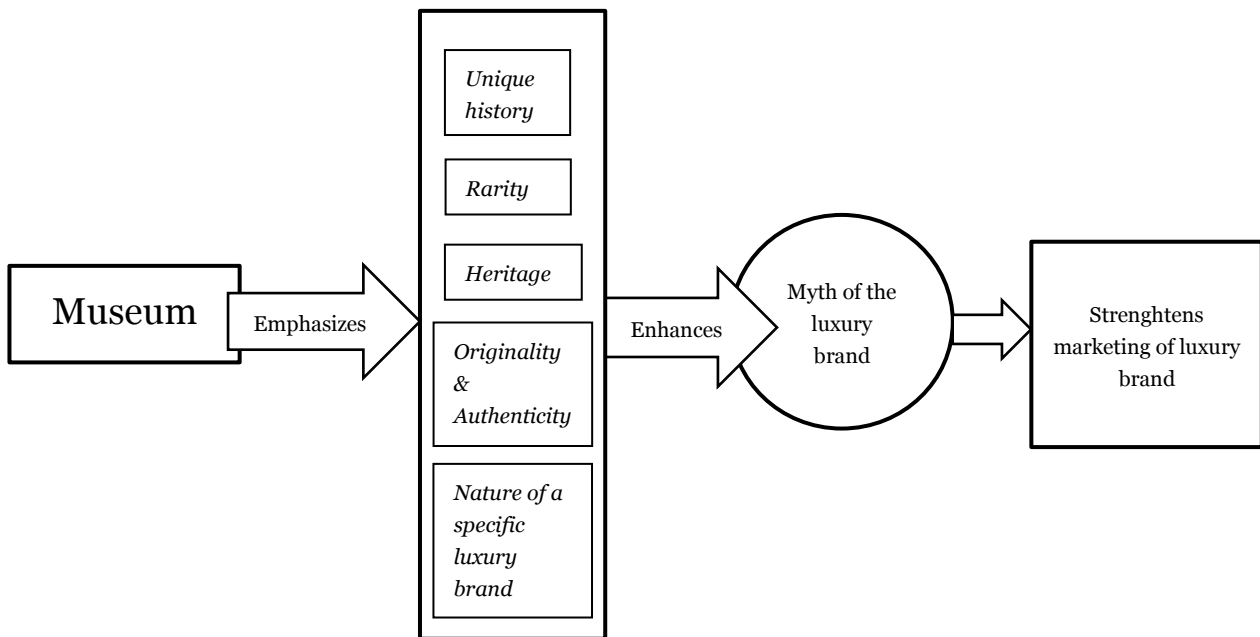 Museum
Emphasizes
Unique
history
Rarity
Heritage
Originality
&
Authenticity
Nature of a
specific
luxury
brand
Enhances
Myth of the
luxury
brand
Strenghtens
marketing of luxury
brand